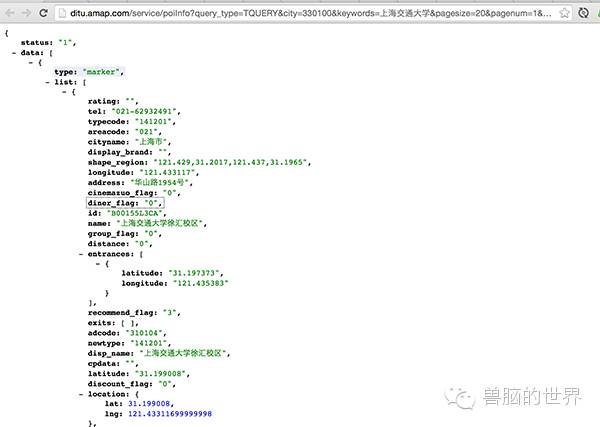 ditu.amap.com/service/poiInfo?query_type=TQUERY&city=330100&keywords=上海交通大学&pagesize=20&pagenum=1&...
{
status: "1",
- data: [
- {
type: "marker",
- list: [
- {
rating: "",
tel: "021-62932491",
typecode: "141201",
areacode: "021",
cityname: "上海市",
display_brand: "",
shape_region: "121.429,31.2017,121.437,31.1965",
longitude: "121.433117",
address: "华山路1954号",
cinemazuo_flag: "0",
diner_flag: "0",
id: "B00155L3CA",
name: "上海交通大学徐汇校区",
group_flag: "0",
distance: "0",
- entrances: [
- {
latitude: "31.197373",
longitude: "121.435383"
}
],
recommend_flag: "3",
exits: [ ],
adcode: "310104",
newtype: "141201",
disp_name: "上海交通大学徐汇校区",
cpdata: "",
latitude: "31.199008",
discount_flag: "0",
- location: {
lat: 31.199008,
lng: 121.43311699999998
},
兽脑的世界